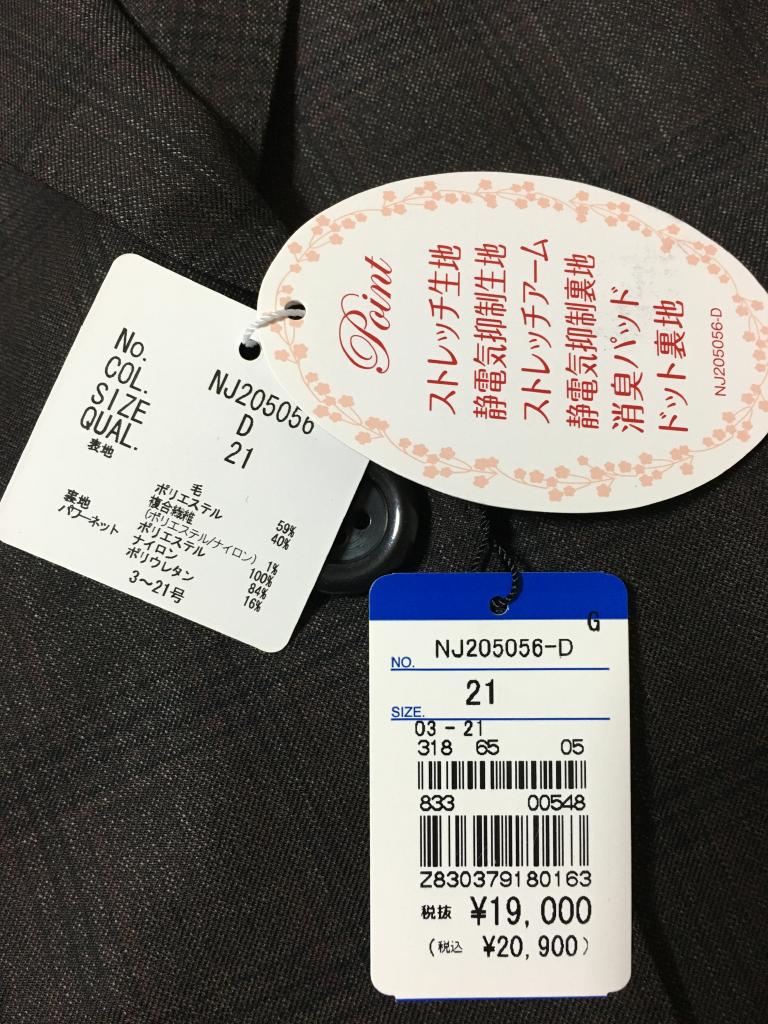 Point
ストレッチ生地
静電気抑制生地
ストレッチアーム
静電気抑制裏地
消臭パッド
ドット裏地
NJ205056-D
No. NJ205056
COL. D
SIZE 21
QUAL.
表地 毛 59%
ポリエステル 40%
複合繊維
(ポリエステル/ナイロン) 1%
裏地 ポリエステル 100%
パワーネット ナイロン 84%
ポリウレタン 16%
3～21号
G
NO. NJ205056-D
SIZE. 21
03 - 21
318 65 05
833 00548
Z830379180163
税抜 ¥19,000
(税込 ¥20,900)